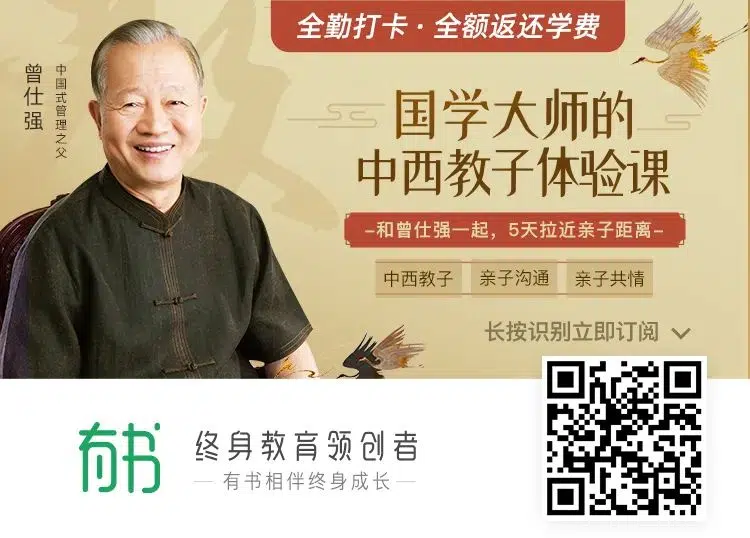 全勤打卡·全额返还学费
曾仕强
中国式管理之父
国学大师的
中西教子体验课
-和曾仕强一起，5天拉近亲子距离-
中西教子 亲子沟通 亲子共情
长按识别立即订阅
有书
终身教育领创者
— 有书相伴终身成长 —